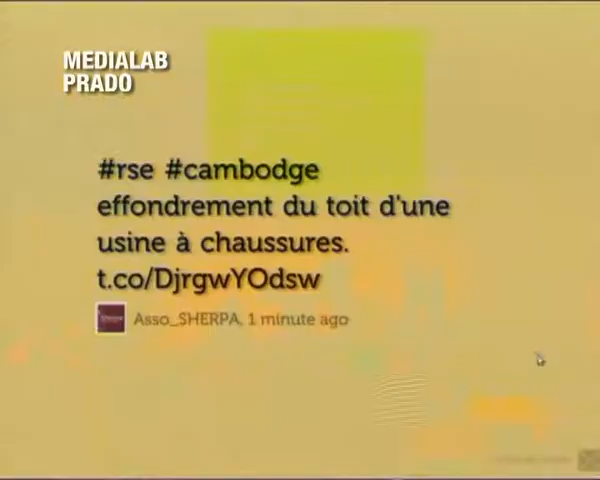 MEDIALAB
PRADO
#rse #cambodge
effondrement du toit d'une
usine à chaussures.
t.co/DjrgwYOdsw
Asso_SHERPA, 1 minute ago